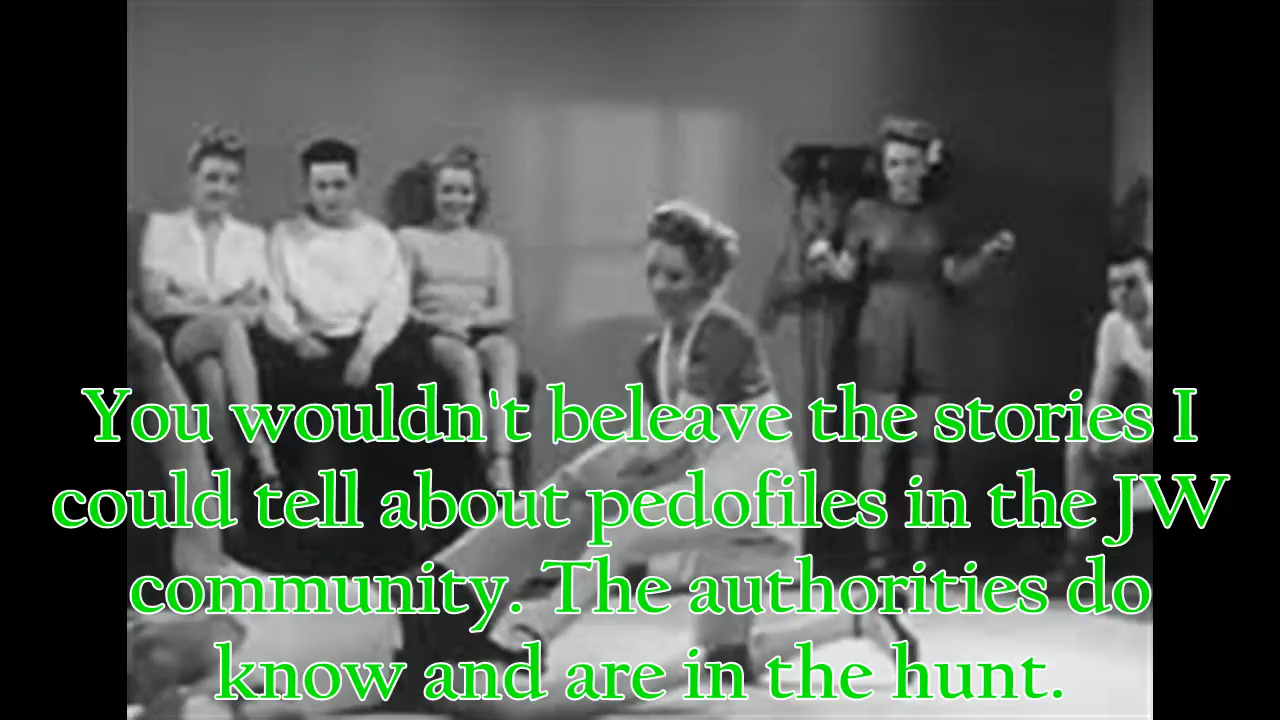 You wouldn't beleave the stories I
could tell about pedofiles in the JW
community. The authorities do
know and are in the hunt.